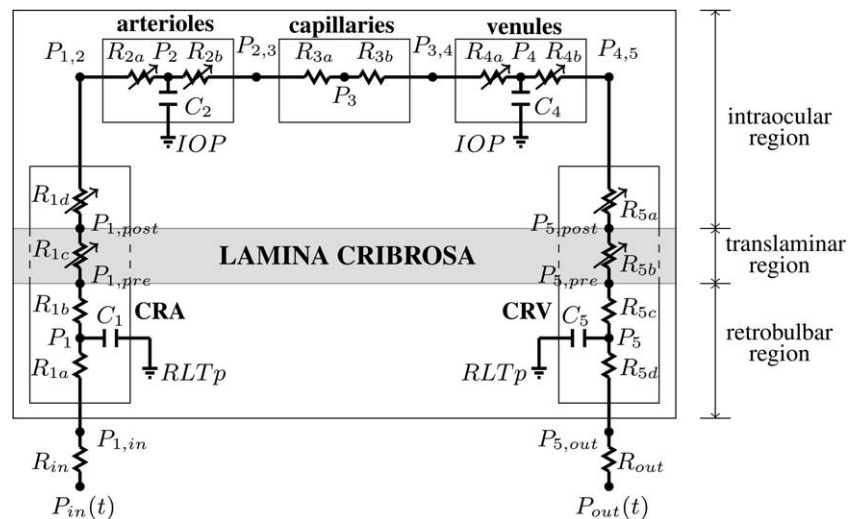 arterioles capillaries venules
P_{1,2} R_{2a} P_2 R_{2b} P_{2,3} R_{3a} R_{3b} P_{3,4} R_{4a} P_4 R_{4b} P_{4,5}
P_3
C_2 C_4
IOP IOP
intraocular
region
R_{1d} R_{5a}
P_{1,post} P_{5,post}
R_{1c} LAMINA CRIBROSA R_{5b}
translaminar
region
P_{1,pre} P_{5,pre}
R_{1b} CRA CRV R_{5c}
C_1 C_5
P_1 P_5
retrobulbar
region
R_{1a} RLTp RLTp R_{5d}
P_{1,in} P_{5,out}
R_{in} R_{out}
P_{in}(t) P_{out}(t)